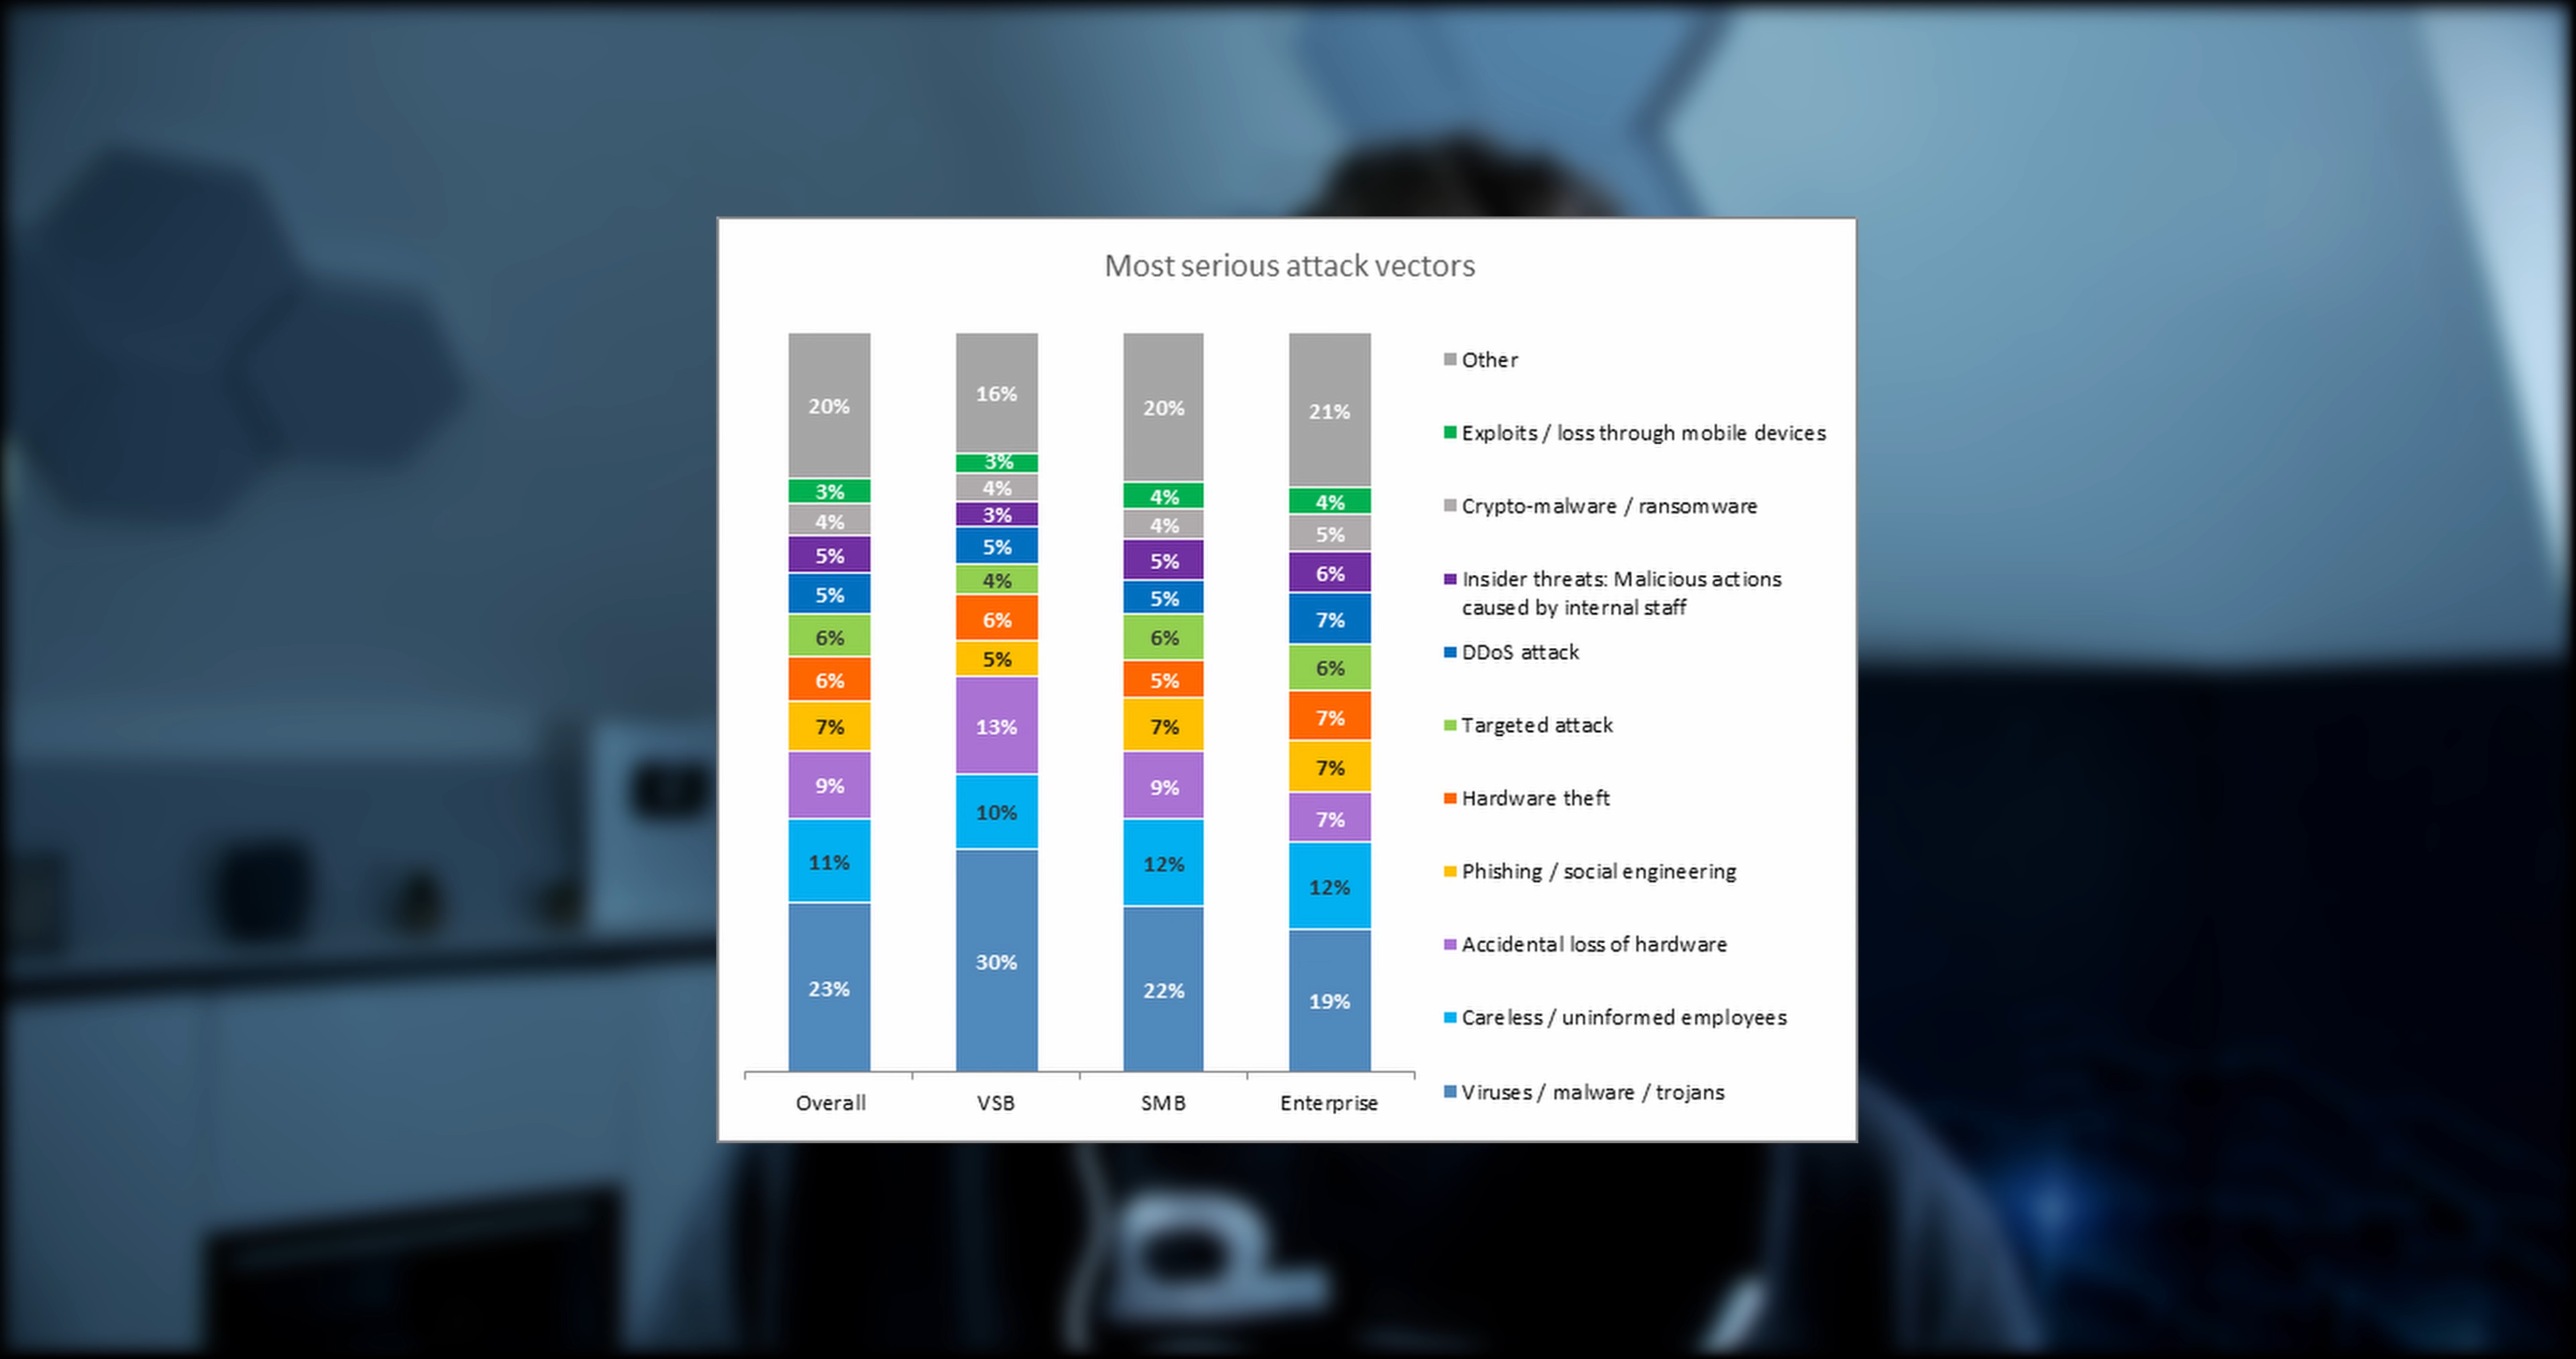 Most serious attack vectors
20%
16%
20%
21%
3%
3%
4%
4%
4%
4%
4%
5%
5%
3%
5%
6%
5%
5%
5%
7%
6%
4%
6%
6%
6%
6%
5%
7%
7%
5%
7%
7%
9%
13%
9%
7%
11%
10%
12%
12%
23%
30%
22%
19%
Overall
VSB
SMB
Enterprise
Other
Exploits / loss through mobile devices
Crypto-malware / ransomware
Insider threats: Malicious actions
caused by internal staff
DDoS attack
Targeted attack
Hardware theft
Phishing / social engineering
Accidental loss of hardware
Careless / uninformed employees
Viruses / malware / trojans